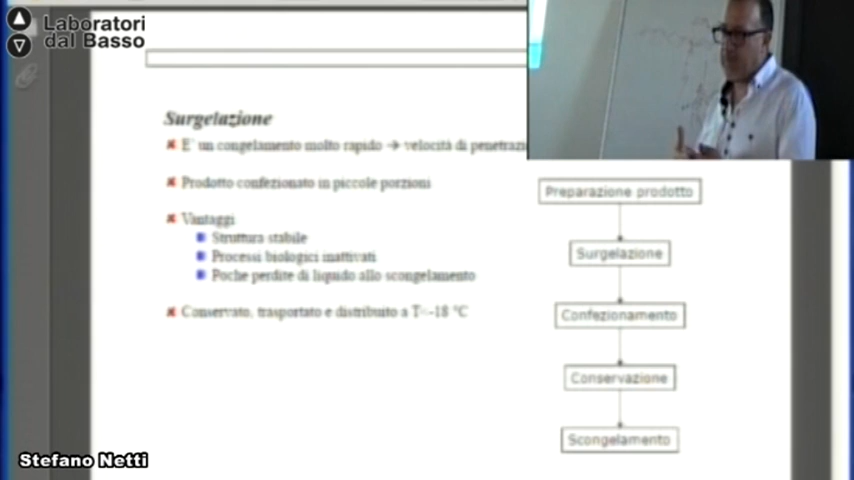 Laboratori
dal Basso
Surgelazione
E' un congelamento molto rapido → velocità di penetrazi
Prodotto confezionato in piccole porzioni
Vantaggi
Struttura stabile
Processi biologici inattivati
Poche perdite di liquido allo scongelamento
Conservato, trasportato e distribuito a T<-18 °C
Preparazione prodotto
Surgelazione
Confezionamento
Conservazione
Scongelamento
Stefano Netti